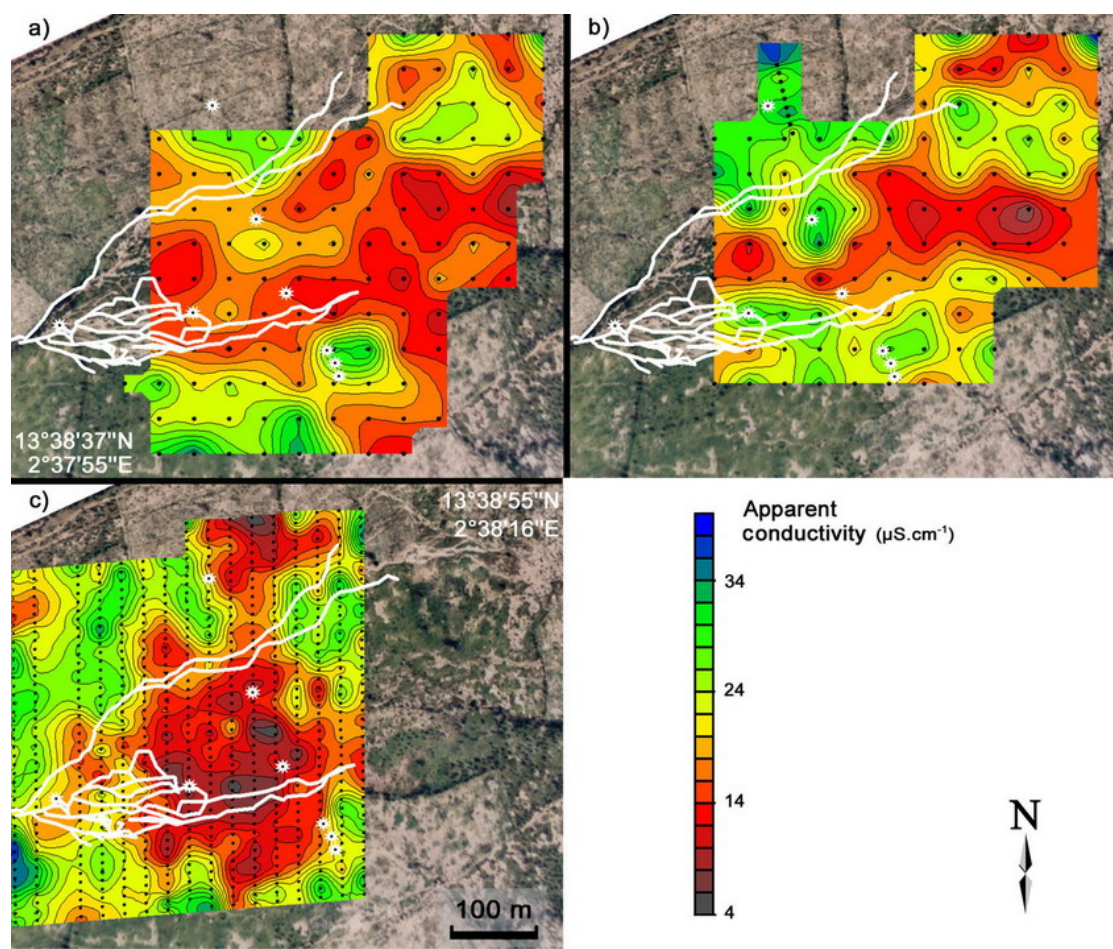 a)
b)
13°38'37"N
2°37'55"E
c)
13°38'55"N
2°38'16"E
100 m
Apparent
conductivity (µS.cm⁻¹)
34
24
14
4
N